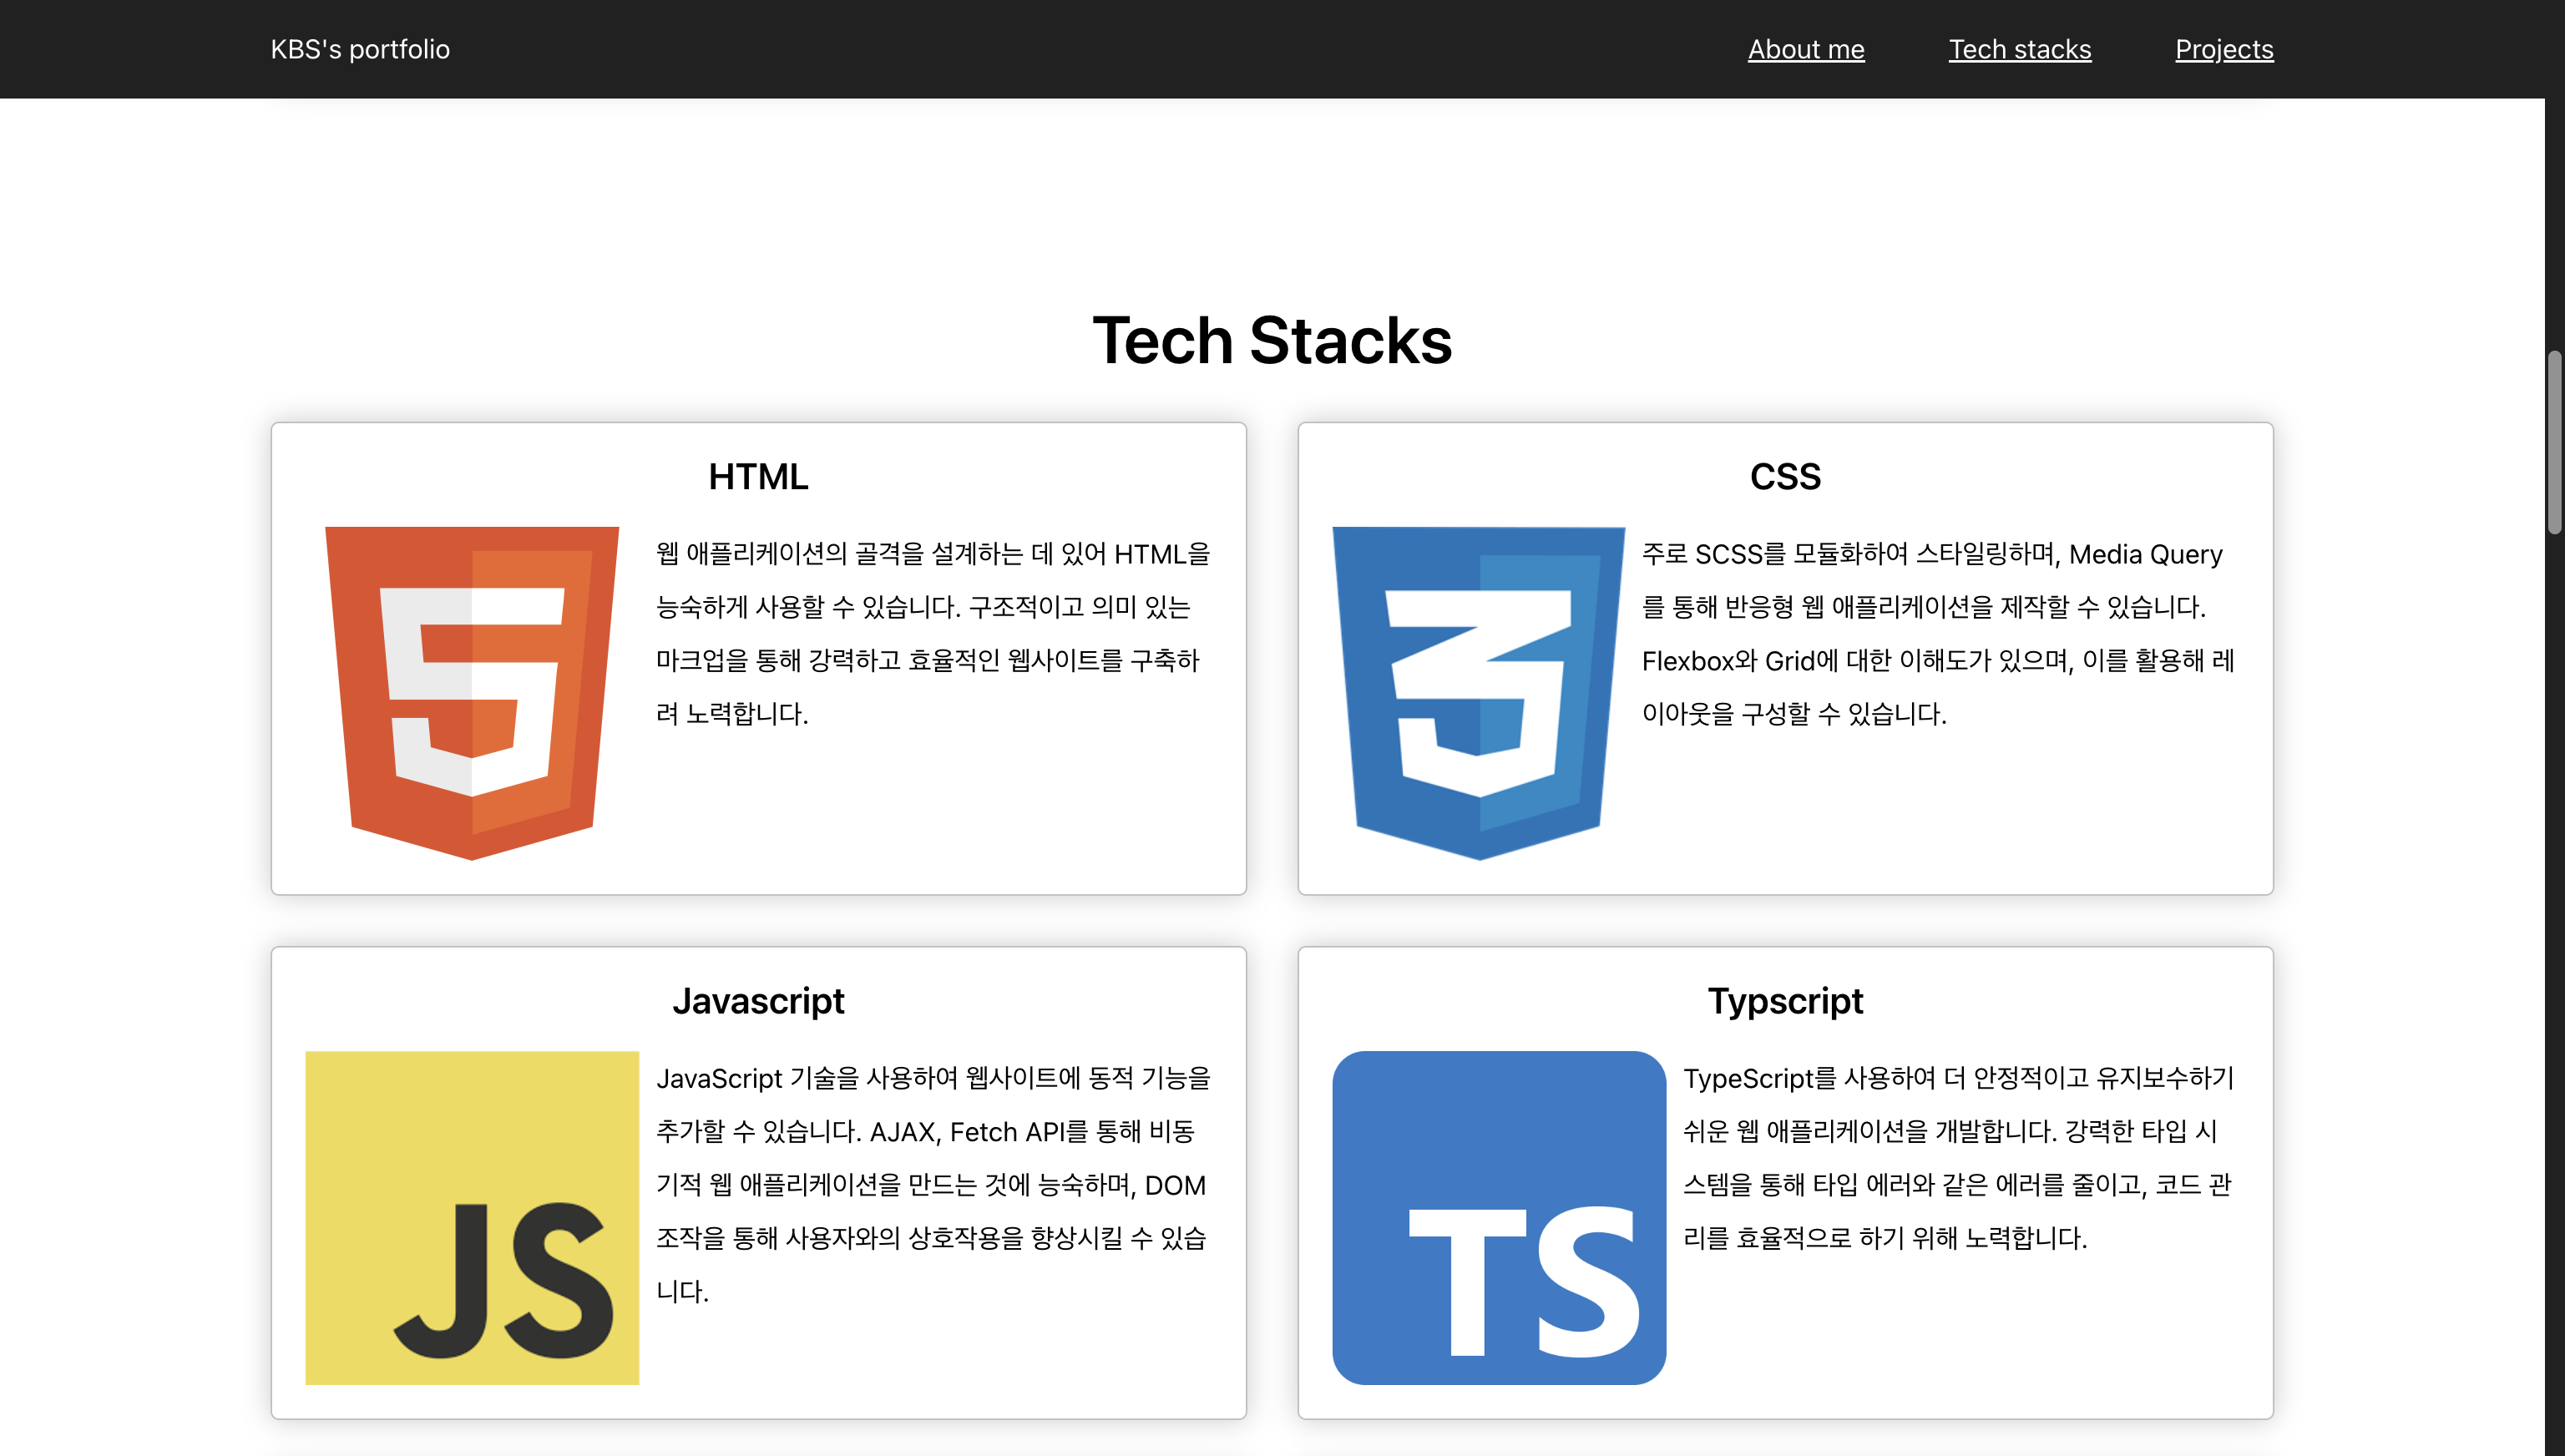 KBS's portfolio
About me
Tech stacks
Projects
Tech Stacks
HTML
웹 애플리케이션의 골격을 설계하는 데 있어 HTML을
능숙하게 사용할 수 있습니다. 구조적이고 의미 있는
마크업을 통해 강력하고 효율적인 웹사이트를 구축하
려 노력합니다.
CSS
주로 SCSS를 모듈화하여 스타일링하며, Media Query
를 통해 반응형 웹 애플리케이션을 제작할 수 있습니다.
Flexbox와 Grid에 대한 이해도가 있으며, 이를 활용해 레
이아웃을 구성할 수 있습니다.
Javascript
JS
JavaScript 기술을 사용하여 웹사이트에 동적 기능을
추가할 수 있습니다. AJAX, Fetch API를 통해 비동
기적 웹 애플리케이션을 만드는 것에 능숙하며, DOM
조작을 통해 사용자와의 상호작용을 향상시킬 수 있습
니다.
Typscript
TS
TypeScript를 사용하여 더 안정적이고 유지보수하기
쉬운 웹 애플리케이션을 개발합니다. 강력한 타입 시
스템을 통해 타입 에러와 같은 에러를 줄이고, 코드 관
리를 효율적으로 하기 위해 노력합니다.